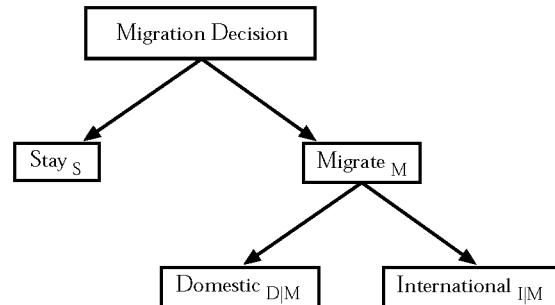 Migration Decision
Stay S
Migrate M
Domestic D|M
International I|M